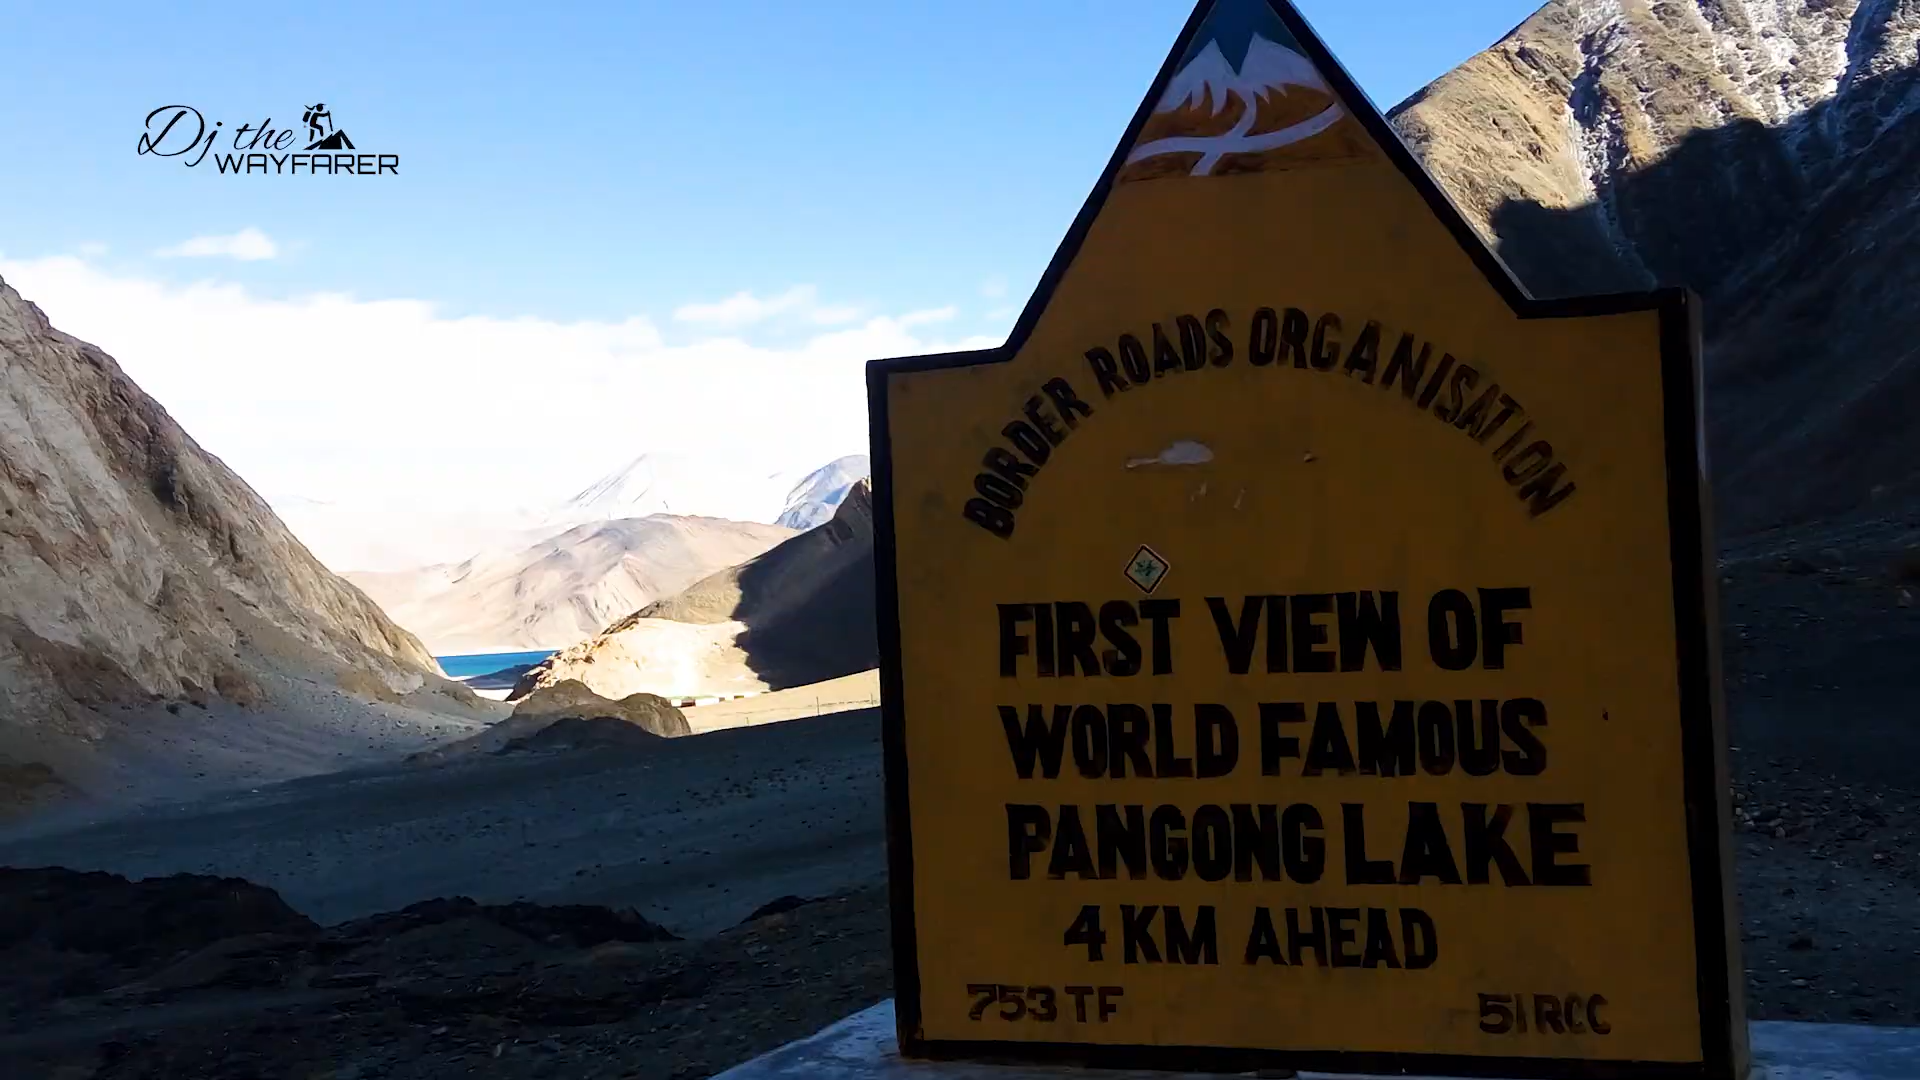 Dj the
WAYFARER
BORDER ROADS ORGANISATION
FIRST VIEW OF
WORLD FAMOUS
PANGONG LAKE
4 KM AHEAD
753 TF
51 RCC